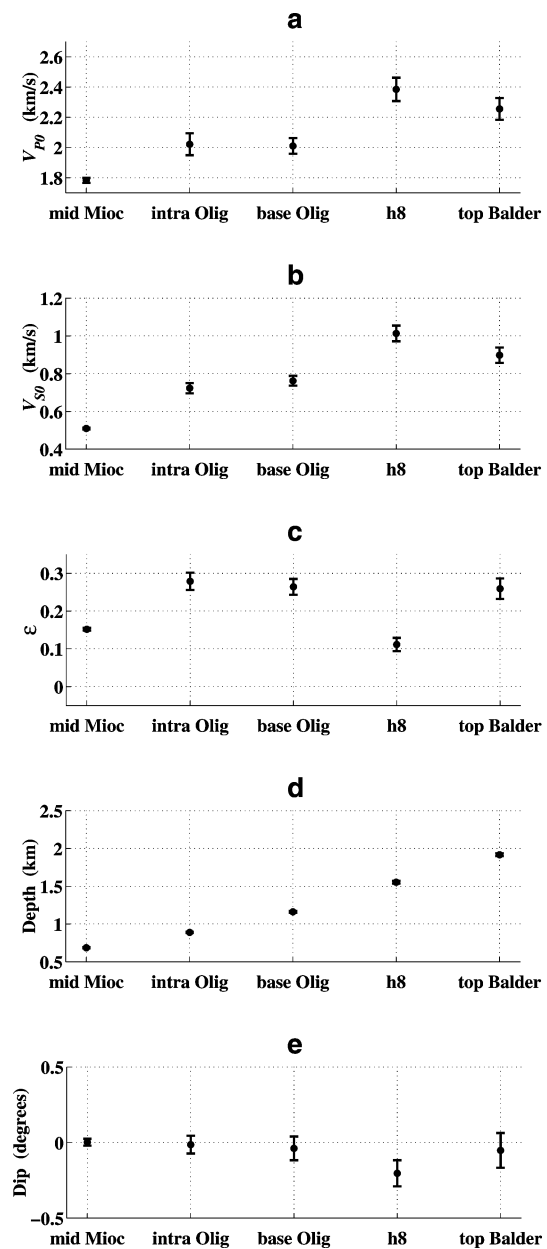 a
2.6
2.4
2.2
2
1.8
V_P0 (km/s)
mid Mioc intra Olig base Olig h8 top Balder
b
1.2
1
0.8
0.6
0.4
V_S0 (km/s)
mid Mioc intra Olig base Olig h8 top Balder
c
0.3
0.2
0.1
0
ε
mid Mioc intra Olig base Olig h8 top Balder
d
2.5
2
1.5
1
0.5
Depth (km)
mid Mioc intra Olig base Olig h8 top Balder
e
0.5
0
−0.5
Dip (degrees)
mid Mioc intra Olig base Olig h8 top Balder